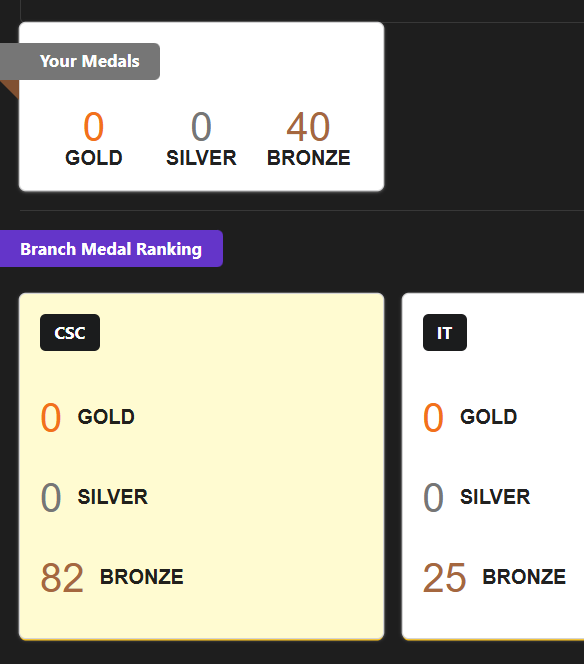 Your Medals
0 0 40
GOLD SILVER BRONZE
Branch Medal Ranking
CSC
0 GOLD
0 SILVER
82 BRONZE
IT
0 GOLD
0 SILVER
25 BRONZE